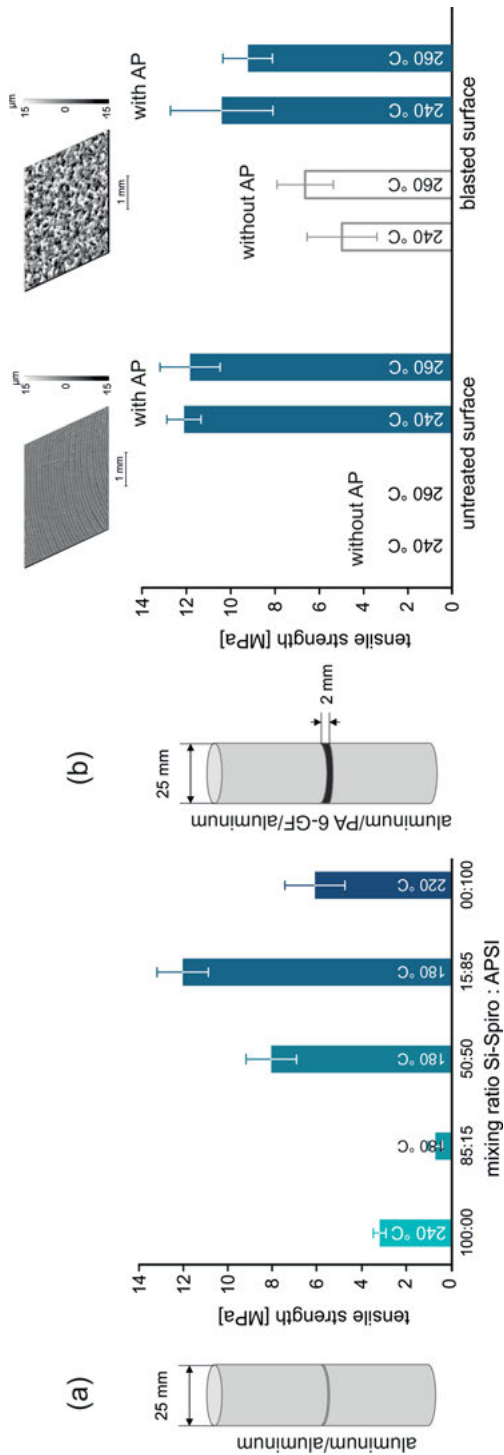 (a)
25 mm
aluminum/aluminum
tensile strength [MPa]
14
12
10
8
6
4
2
0
240 °C
180 °C
180 °C
180 °C
220 °C
100:00
85:15
50:50
15:85
00:100
mixing ratio Si-Spiro : APSI
(b)
25 mm
2 mm
aluminum/PA 6-GF/aluminum
µm
15
0
-15
1 mm
µm
15
0
-15
1 mm
tensile strength [MPa]
14
12
10
8
6
4
2
0
without AP
with AP
without AP
with AP
240 °C
260 °C
240 °C
260 °C
240 °C
260 °C
240 °C
260 °C
untreated surface
blasted surface